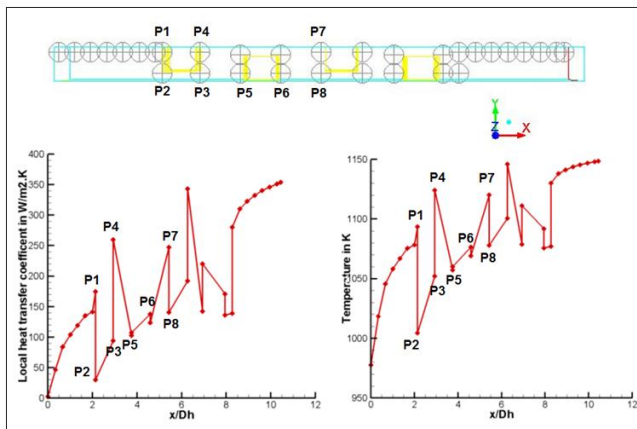 P1 P4 P7
P2 P3 P5 P6 P8
Y
Z X
400
350
300
250
200
150
100
50
0
Local heat transfer coefficent in W/m2.K
P4
P7
P1
P6
P8
P3
P5
P2
0 2 4 6 8 10 12
x/Dh
1150
1100
1050
1000
950
Temperature in K
P4
P7
P1
P6
P8
P5
P3
P2
0 2 4 6 8 10 12
x/Dh